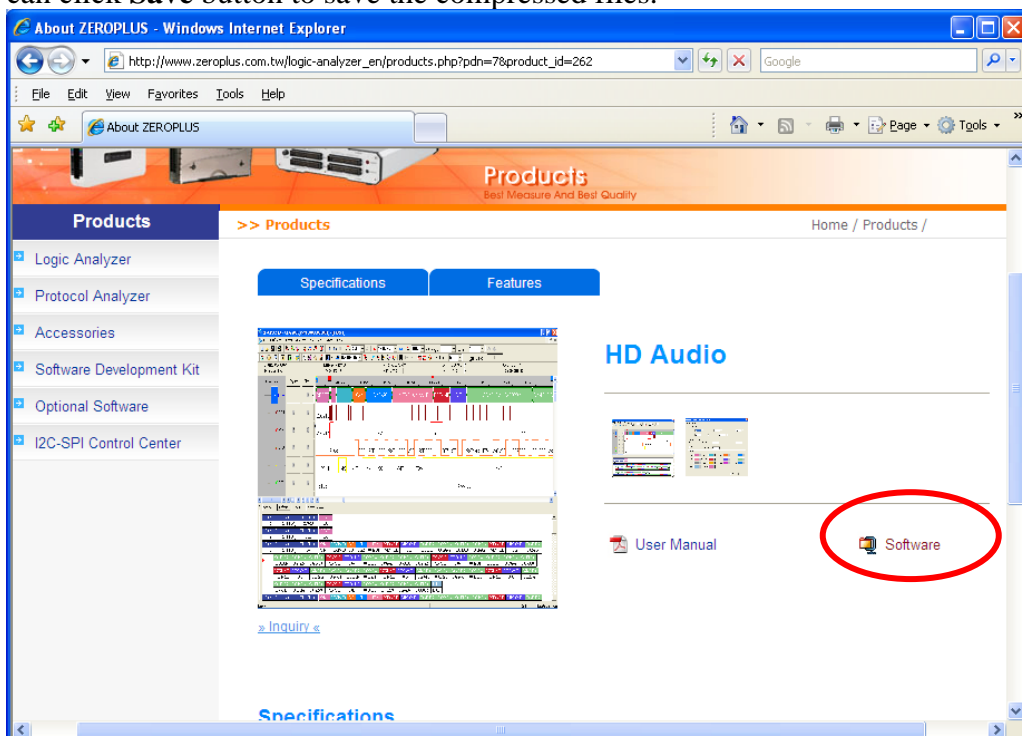 can click Save button to save the compressed files.
About ZEROPLUS - Windows Internet Explorer
http://www.zeroplus.com.tw/logic-analyzer_en/products.php?pdn=7&product_id=262
Google
File Edit View Favorites Tools Help
About ZEROPLUS
Page Tools
Products
Best Measure And Best Quality
Products
>> Products
Home / Products /
Logic Analyzer
Protocol Analyzer
Accessories
Software Development Kit
Optional Software
I2C-SPI Control Center
Specifications Features
HD Audio
User Manual
Software
» Inquiry «
Specifications